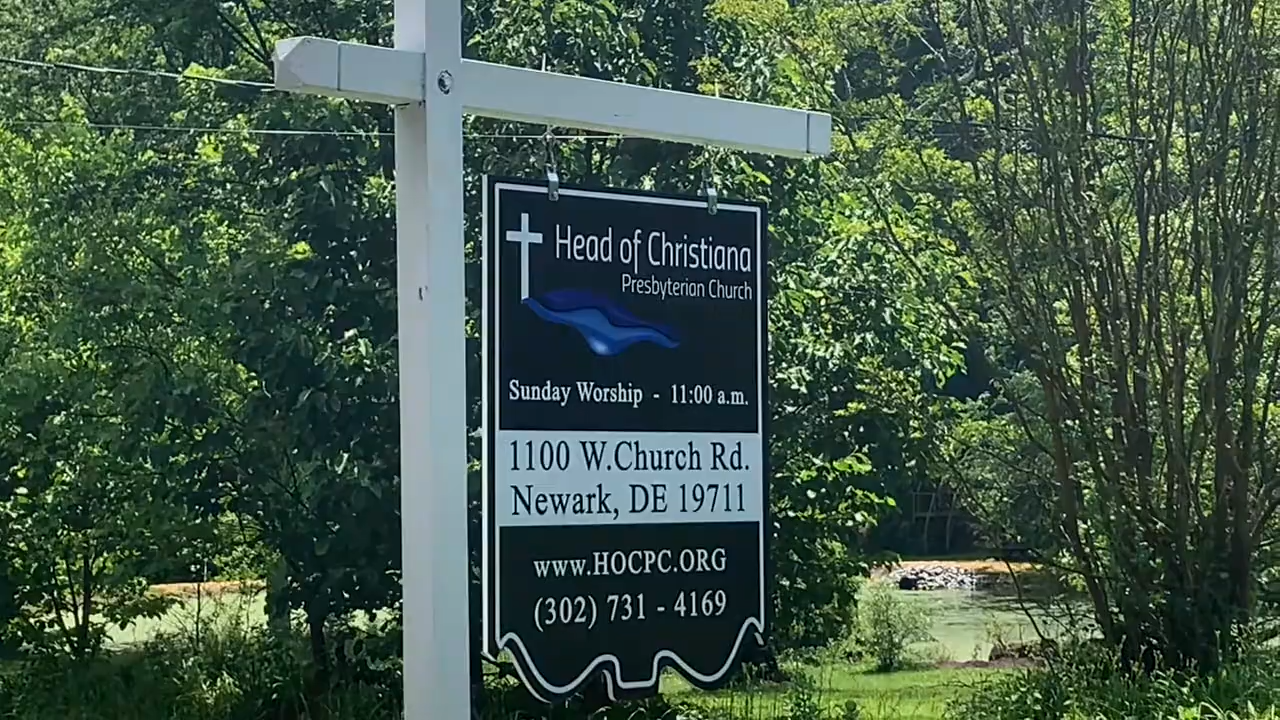 Head of Christiana
Presbyterian Church
Sunday Worship - 11:00 a.m.
1100 W.Church Rd.
Newark, DE 19711
www.HOCPC.ORG
(302) 731 - 4169